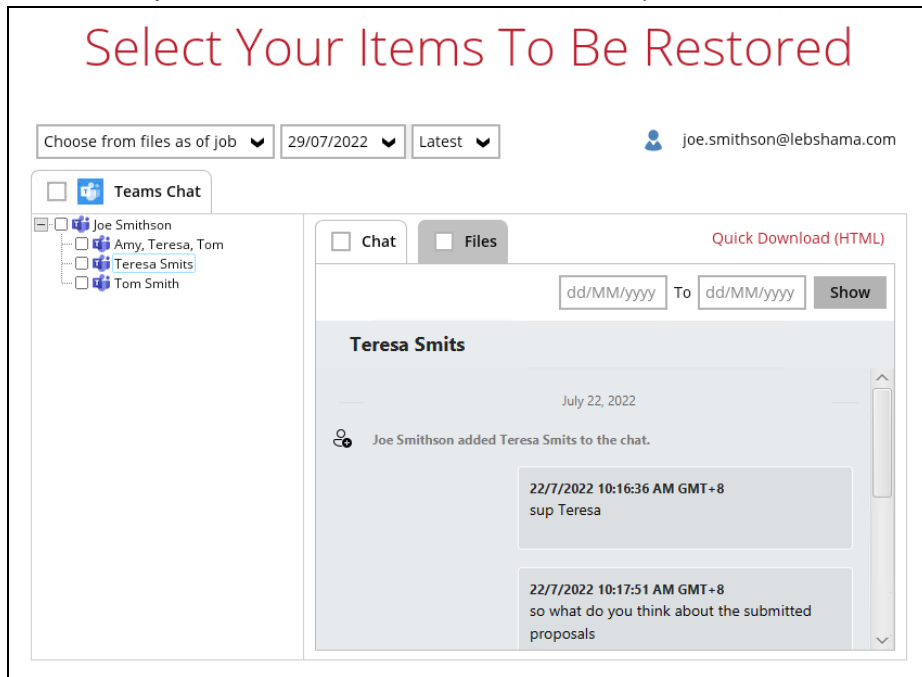 Select Your Items To Be Restored
Choose from files as of job 29/07/2022 Latest joe.smithson@lebshama.com
Teams Chat
Joe Smithson
Amy, Teresa, Tom
Teresa Smits
Tom Smith
Chat Files Quick Download (HTML)
dd/MM/yyyy To dd/MM/yyyy Show
Teresa Smits
July 22, 2022
Joe Smithson added Teresa Smits to the chat.
22/7/2022 10:16:36 AM GMT+8
sup Teresa
22/7/2022 10:17:51 AM GMT+8
so what do you think about the submitted
proposals